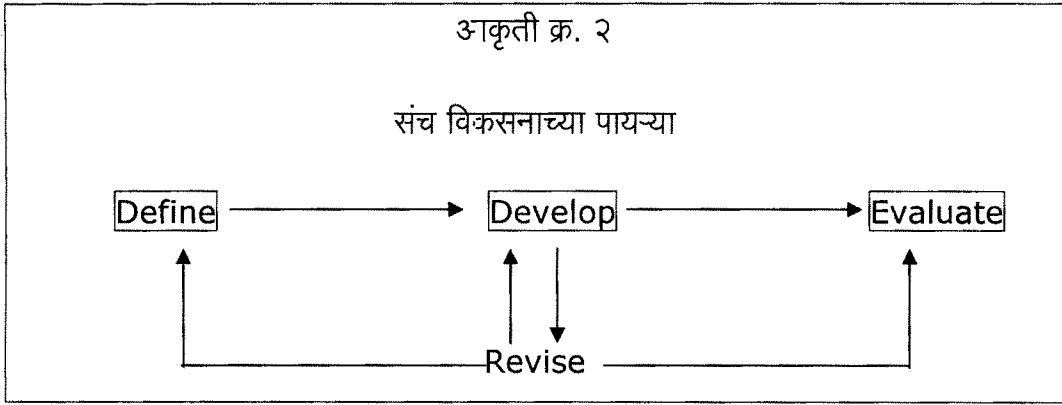 आकृती क्र. २
संच विकसनाच्या पायऱ्या
Define Develop Evaluate
Revise